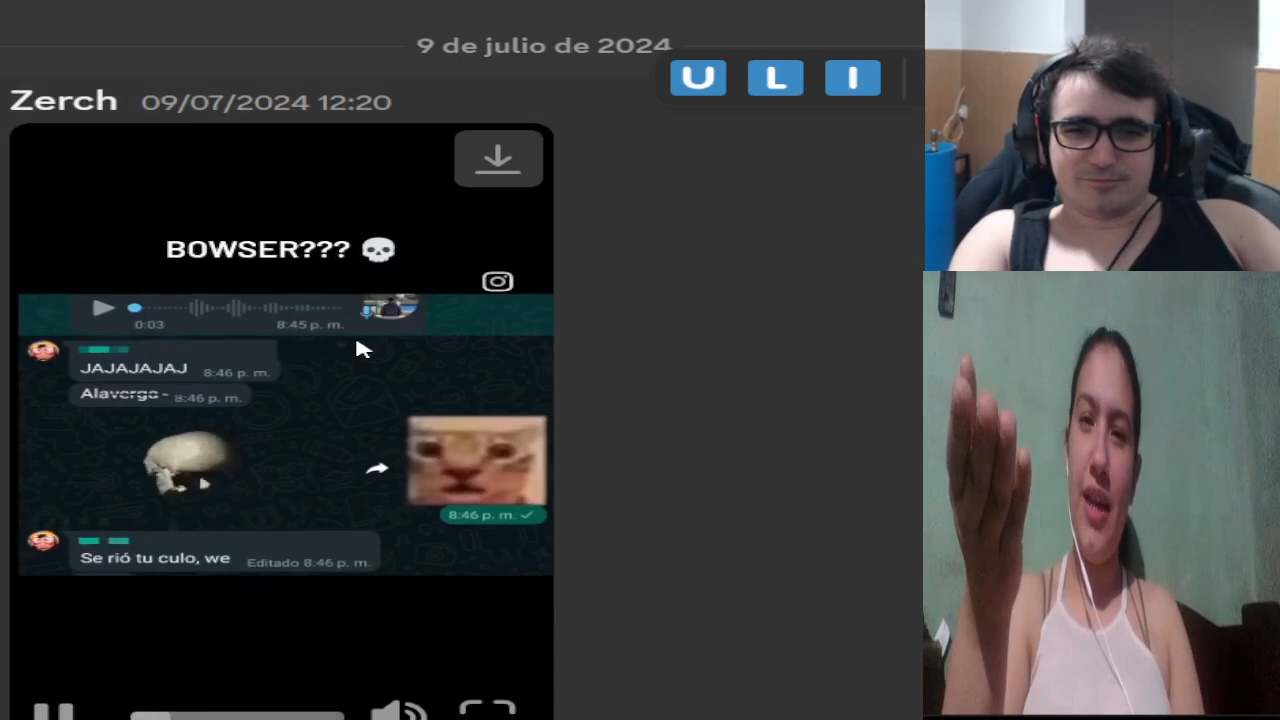 9 de julio de 2024
U L I
Zerch 09/07/2024 12:20
BOWSER???
0:03 8:45 p. m.
JAJAJAJAJ 8:46 p. m.
Alaverga- 8:46 p. m.
8:46 p. m.
Se rió tu culo, we Editado 8:46 p. m.